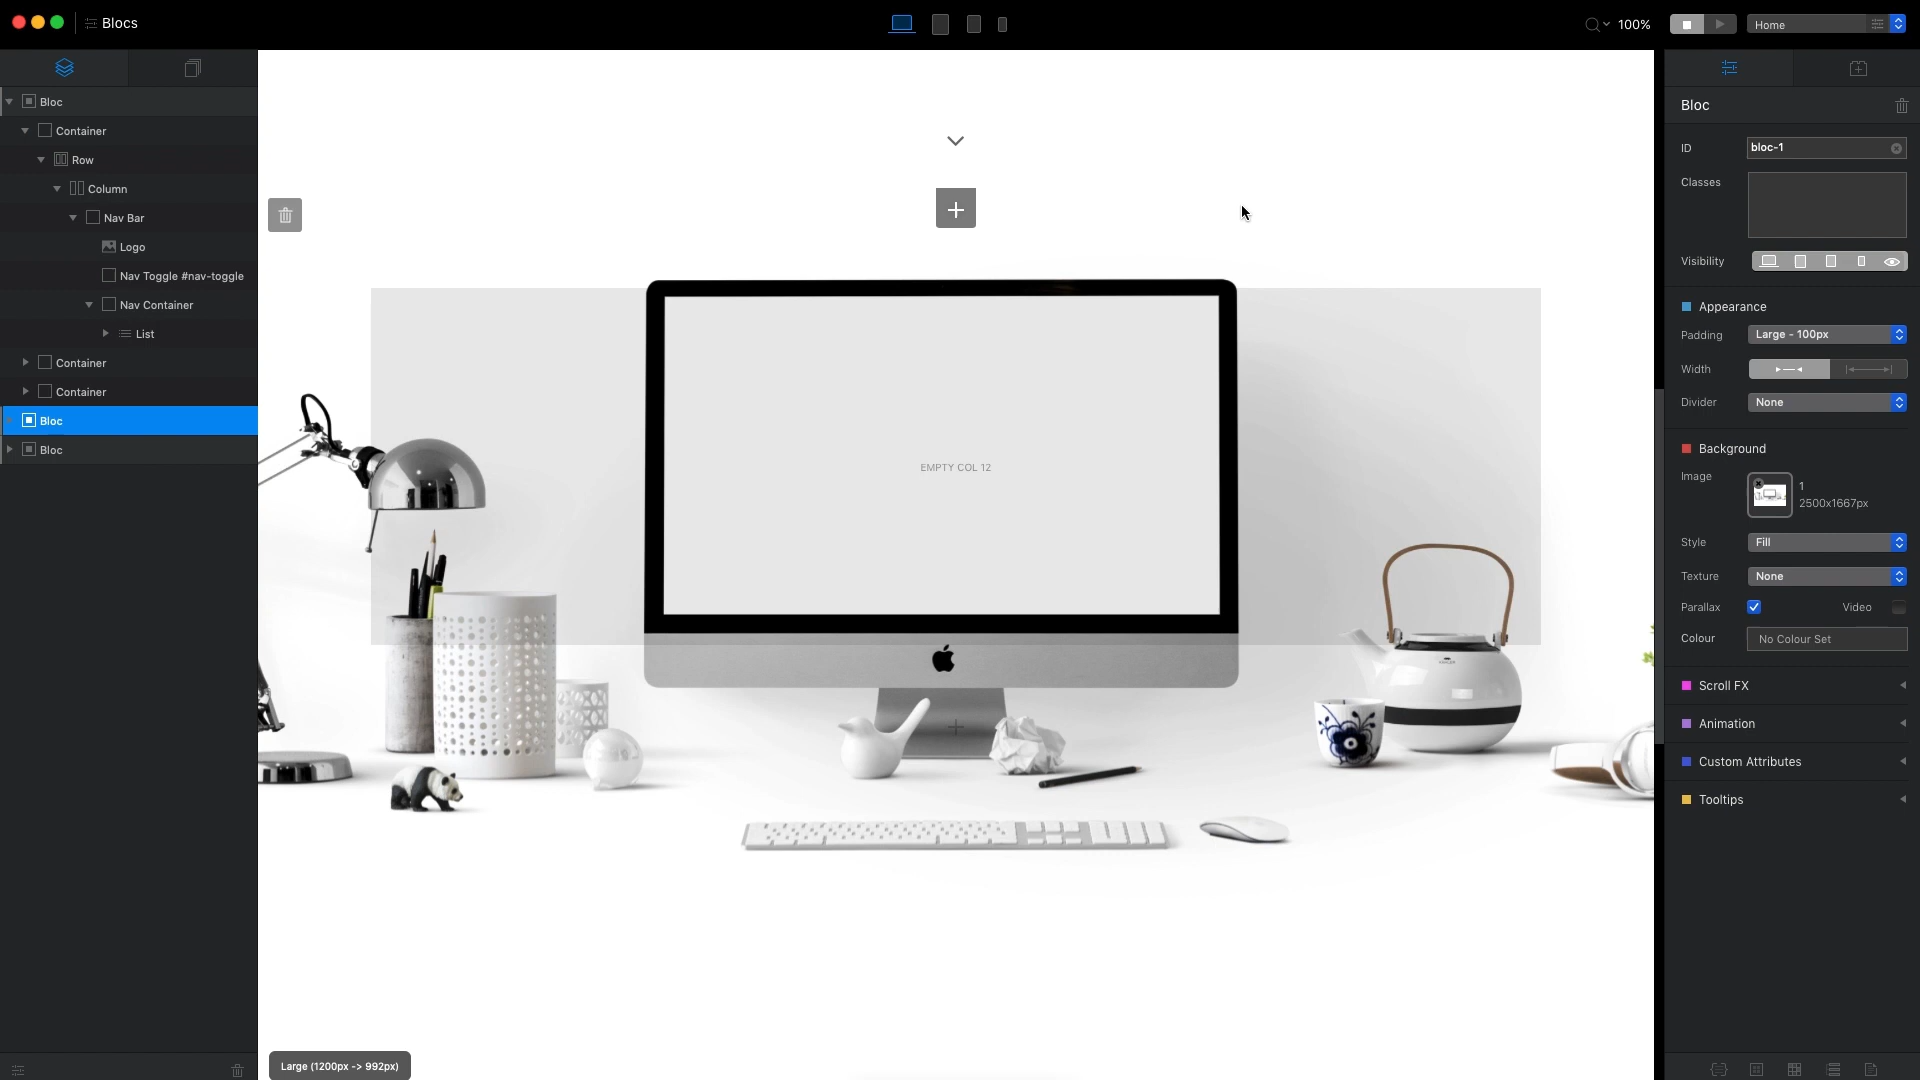 Blocs
100%
Home
Bloc
Container
Row
Column
Nav Bar
Logo
Nav Toggle #nav-toggle
Nav Container
List
Container
Container
Bloc
Bloc
EMPTY COL 12
Large (1200px -> 992px)
Bloc
ID
bloc-1
Classes
Visibility
Appearance
Padding
Large - 100px
Width
Divider
None
Background
Image
1
2500x1667px
Style
Fill
Texture
None
Parallax
Video
Colour
No Colour Set
Scroll FX
Animation
Custom Attributes
Tooltips